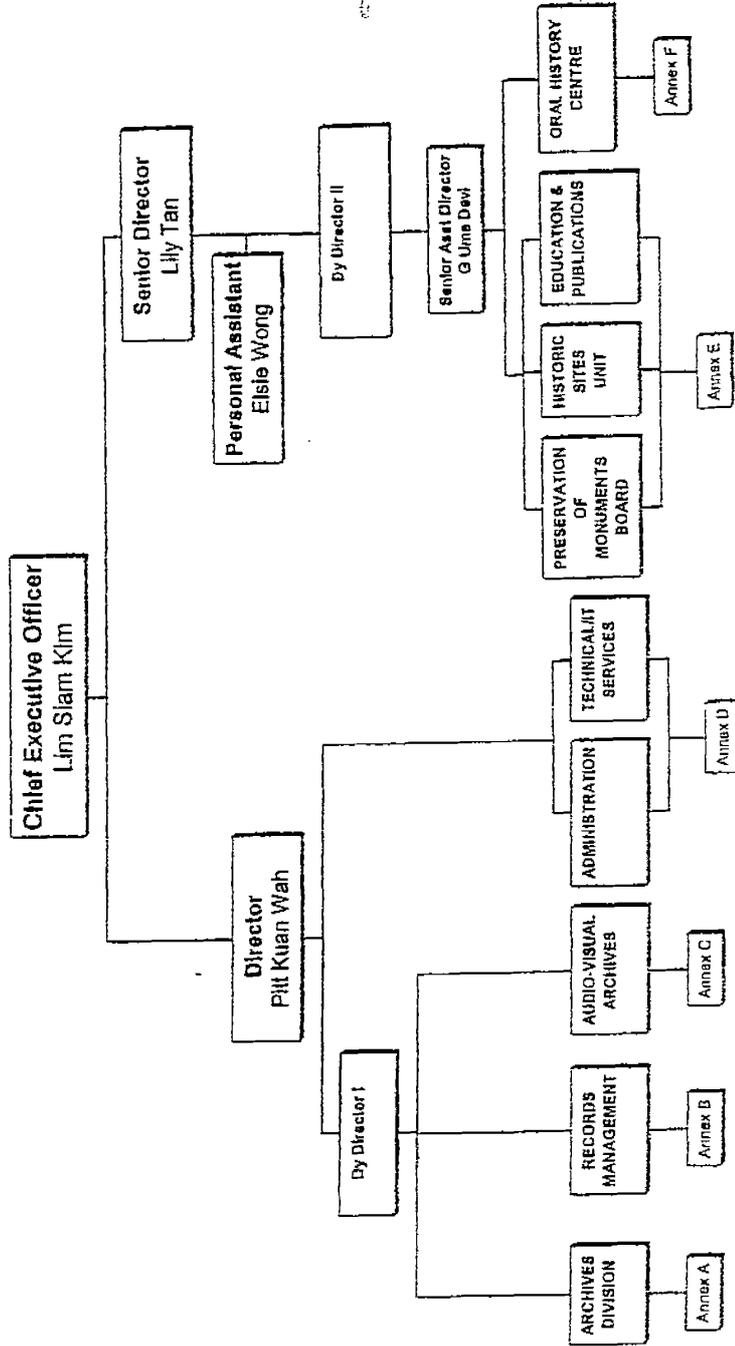 Chief Executive Officer
Lim Siam Kim
Senior Director
Lily Tan
Personal Assistant
Elsie Wong
Dy Director II
Senior Asst Director
G Uma Devi
Director
Pitt Kuan Wah
Dy Director I
ARCHIVES
DIVISION
RECORDS
MANAGEMENT
AUDIO-VISUAL
ARCHIVES
ADMINISTRATION
TECHNICAL/IT
SERVICES
PRESERVATION
OF
MONUMENTS
BOARD
HISTORIC
SITES
UNIT
EDUCATION &
PUBLICATIONS
ORAL HISTORY
CENTRE
Annex A
Annex B
Annex C
Annex D
Annex E
Annex F